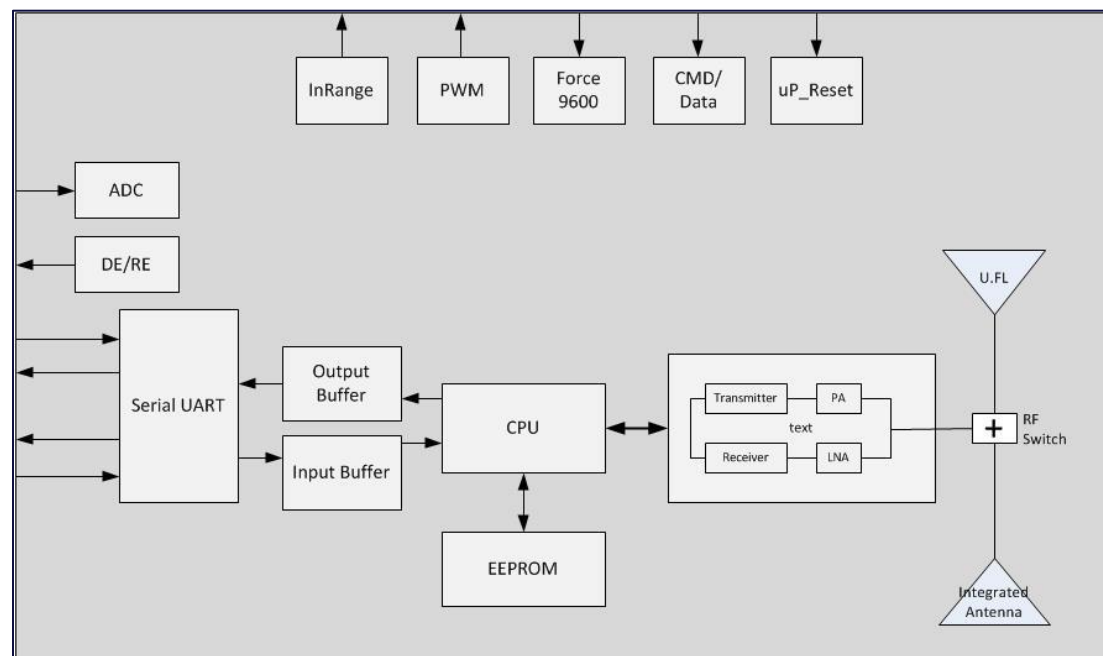 InRange
PWM
Force
9600
CMD/
Data
uP_Reset
ADC
DE/RE
U.FL
Serial UART
Output
Buffer
Input Buffer
CPU
Transmitter
PA
text
Receiver
LNA
RF
Switch
EEPROM
Integrated
Antenna